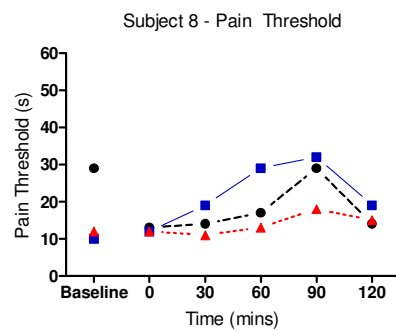 Subject 8 - Pain Threshold
Pain Threshold (s)
60
50
40
30
20
10
0
Baseline 0 30 60 90 120
Time (mins)